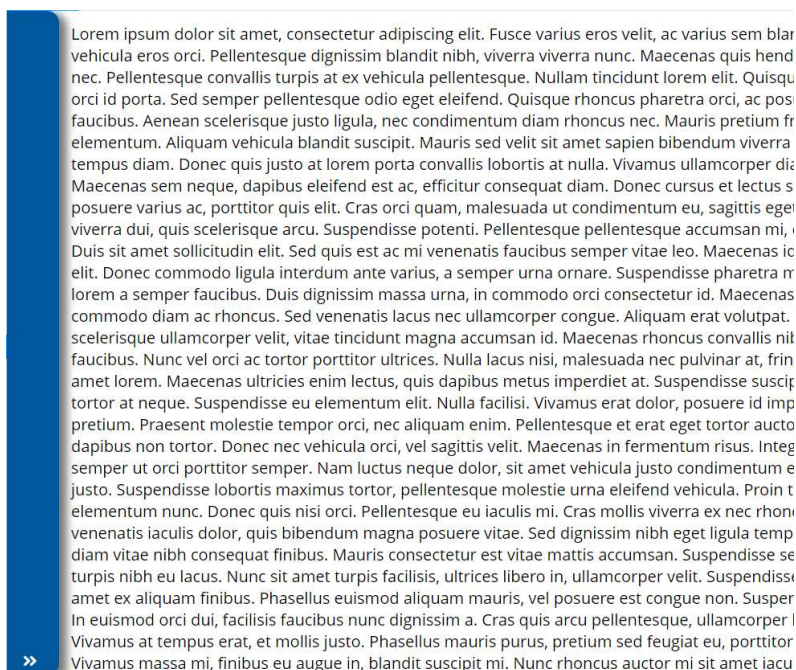 Lorem ipsum dolor sit amet, consectetur adipiscing elit. Fusce varius eros velit, ac varius sem
vehicula eros orci. Pellentesque dignissim blandit nibh, viverra viverra nunc. Maecenas quis
nec. Pellentesque convallis turpis at ex vehicula pellentesque. Nullam tincidunt lorem elit.
orci id porta. Sed semper pellentesque odio eget eleifend. Quisque rhoncus pharetra orci, ac
faucibus. Aenean scelerisque justo ligula, nec condimentum diam rhoncus nec. Mauris pretium
elementum. Aliquam vehicula blandit suscipit. Mauris sed velit sit amet sapien bibendum viverra
tempus diam. Donec quis justo at lorem porta convallis lobortis at nulla. Vivamus ullamcorper
Maecenas sem neque, dapibus eleifend est ac, efficitur consequat diam. Donec cursus et lectus
posuere varius ac, porttitor quis elit. Cras orci quam, malesuada ut condimentum eu, sagittis eget
viverra dui, quis scelerisque arcu. Suspendisse potenti. Pellentesque pellentesque accumsan mi,
Duis sit amet sollicitudin elit. Sed quis est ac mi venenatis faucibus semper vitae leo. Maecenas
elit. Donec commodo ligula interdum ante varius, a semper urna ornare. Suspendisse pharetra
lorem a semper faucibus. Duis dignissim massa urna, in commodo orci consectetur id. Maecenas
commodo diam ac rhoncus. Sed venenatis lacus nec ullamcorper congue. Aliquam erat volutpat.
scelerisque ullamcorper velit, vitae tincidunt magna accumsan id. Maecenas rhoncus convallis
faucibus. Nunc vel orci ac tortor porttitor ultrices. Nulla lacus nisi, malesuada nec pulvinar at,
amet lorem. Maecenas ultricies enim lectus, quis dapibus metus imperdiet at. Suspendisse
tortor at neque. Suspendisse eu elementum elit. Nulla facilisi. Vivamus erat dolor, posuere id
pretium. Praesent molestie tempor orci, nec aliquam enim. Pellentesque et erat eget tortor
dapibus non tortor. Donec nec vehicula orci, vel sagittis velit. Maecenas in fermentum risus.
semper ut orci porttitor semper. Nam luctus neque dolor, sit amet vehicula justo condimentum
justo. Suspendisse lobortis maximus tortor, pellentesque molestie urna eleifend vehicula. Proin
elementum nunc. Donec quis nisi orci. Pellentesque eu iaculis mi. Cras mollis viverra ex nec
venenatis iaculis dolor, quis bibendum magna posuere vitae. Sed dignissim nibh eget ligula
diam vitae nibh consequat finibus. Mauris consectetur est vitae mattis accumsan. Suspendisse
turpis nibh eu lacus. Nunc sit amet turpis facilisis, ultrices libero in, ullamcorper velit. Suspendisse
amet ex aliquam finibus. Phasellus euismod aliquam mauris, vel posuere est congue non.
In euismod orci dui, facilisis faucibus nunc dignissim a. Cras quis arcu pellentesque, ullamcorper
Vivamus at tempus erat, et mollis justo. Phasellus mauris purus, pretium sed feugiat eu, porttitor
Vivamus massa mi, finibus eu augue in, blandit suscipit mi. Nunc rhoncus auctor mi sit amet